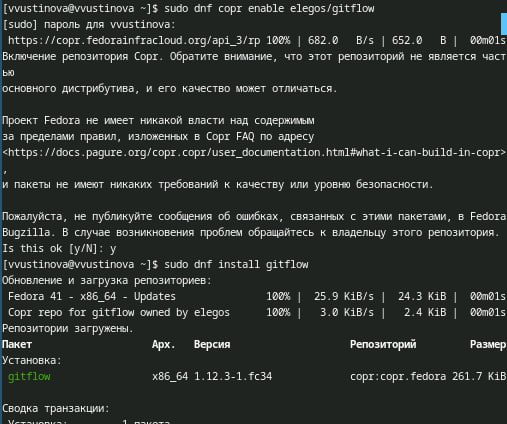 [vvustinova@vvustinova ~]$ sudo dnf copr enable elegos/gitflow
[sudo] пароль для vvustinova:
https://copr.fedorainfracloud.org/api_3/rp 100% | 682.0 B/s | 652.0 B | 00m01s
Включение репозитория Copr. Обратите внимание, что этот репозиторий не является част
ью
основного дистрибутива, и его качество может отличаться.
Проект Fedora не имеет никакой власти над содержимым
за пределами правил, изложенных в Copr FAQ по адресу
<https://docs.pagure.org/copr.copr/user_documentation.html#what-i-can-build-in-copr>
,
и пакеты не имеют никаких требований к качеству или уровню безопасности.
Пожалуйста, не публикуйте сообщения об ошибках, связанных с этими пакетами, в Fedora
Bugzilla. В случае возникновения проблем обращайтесь к владельцу этого репозитория.
Is this ok [y/N]: y
[vvustinova@vvustinova ~]$ sudo dnf install gitflow
Обновление и загрузка репозиториев:
Fedora 41 - x86_64 - Updates 100% | 25.9 KiB/s | 24.3 KiB | 00m01s
Copr repo for gitflow owned by elegos 100% | 3.0 KiB/s | 2.4 KiB | 00m01s
Репозитории загружены.
Пакет Арх. Версия Репозиторий Размер
Установка:
gitflow x86_64 1.12.3-1.fc34 copr:copr.fedora 261.7 KiB
Сводка транзакции:
Установка: 1 пакета